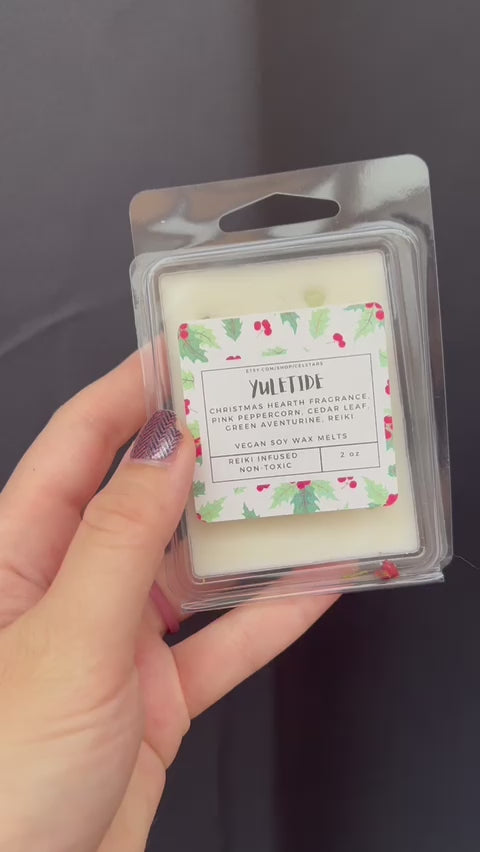 ETSY.COM/SHOP/CELSTARS
YULETIDE
CHRISTMAS HEARTH FRAGRANCE,
PINK PEPPERCORN, CEDAR LEAF,
GREEN AVENTURINE, REIKI
VEGAN SOY WAX MELTS
REIKI INFUSED
NON-TOXIC
2 oz